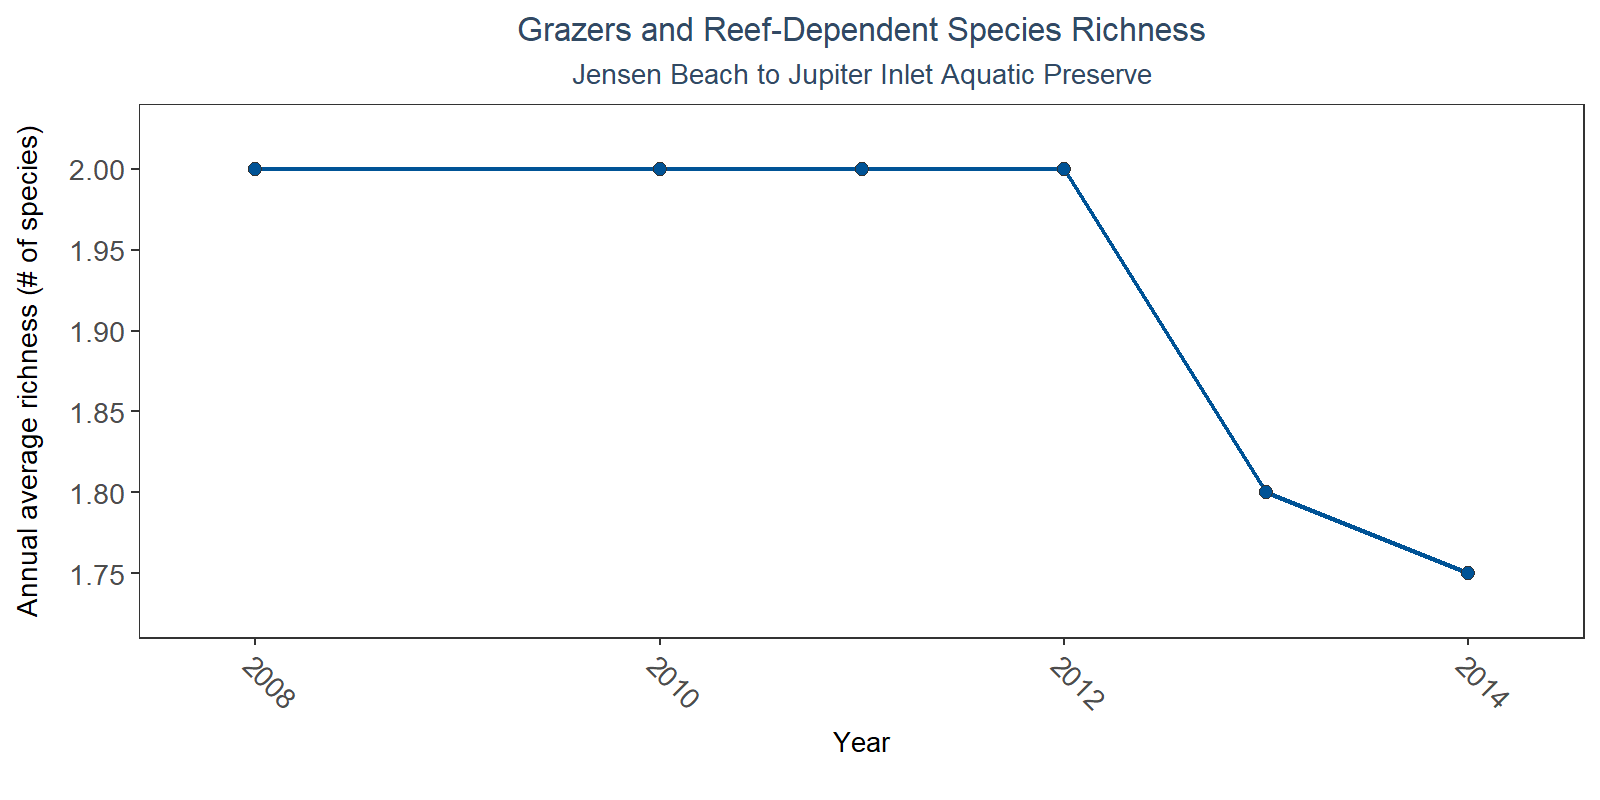 Grazers and Reef-Dependent Species Richness
Jensen Beach to Jupiter Inlet Aquatic Preserve
Annual average richness (# of species)
2.00
1.95
1.90
1.85
1.80
1.75
2008
2010
2012
2014
Year